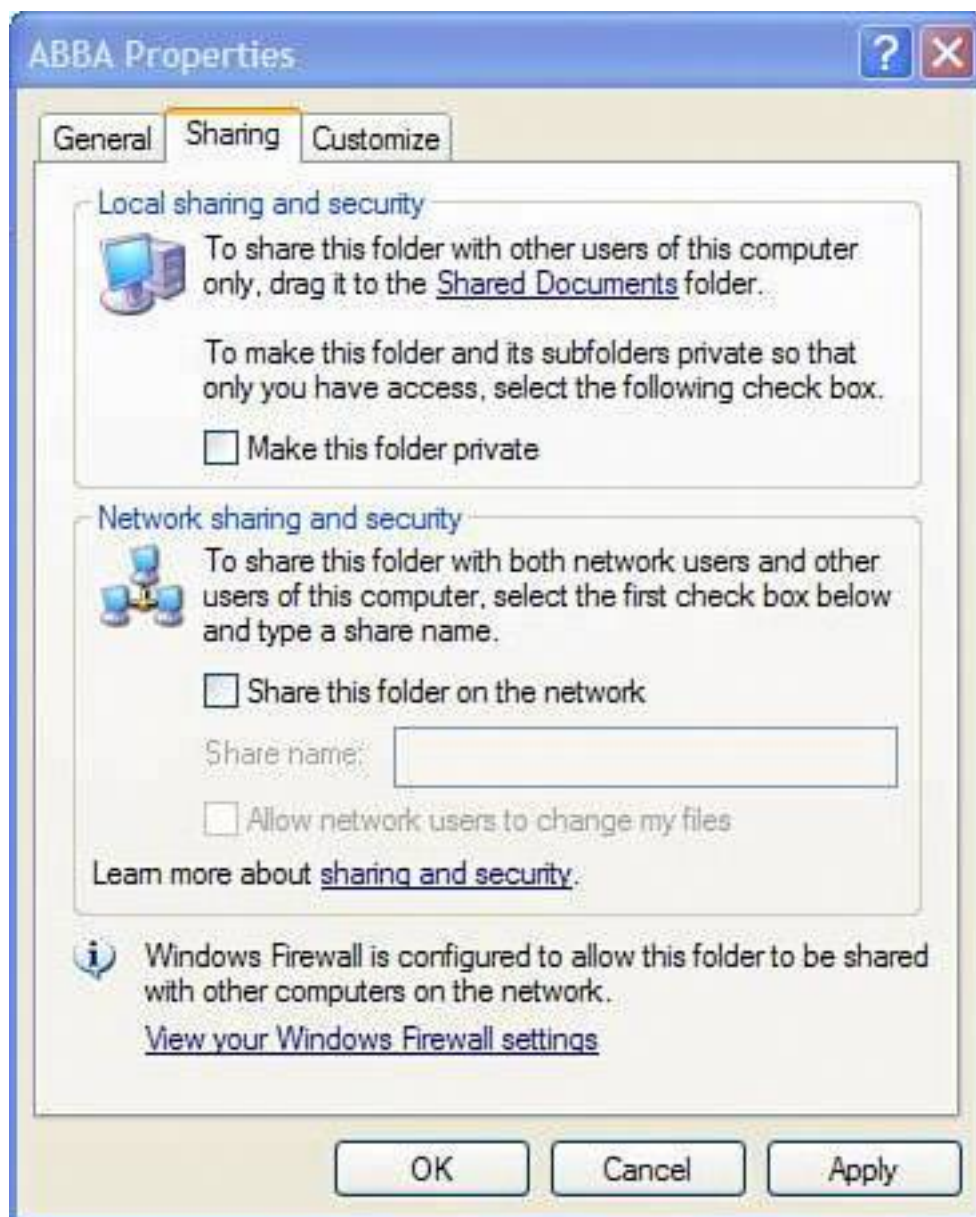 ABBA Properties
General Sharing Customize
Local sharing and security
To share this folder with other users of this computer
only, drag it to the Shared Documents folder.
To make this folder and its subfolders private so that
only you have access, select the following check box.
Make this folder private
Network sharing and security
To share this folder with both network users and other
users of this computer, select the first check box below
and type a share name.
Share this folder on the network
Share name:
Allow network users to change my files
Learn more about sharing and security.
Windows Firewall is configured to allow this folder to be shared
with other computers on the network.
View your Windows Firewall settings
OK Cancel Apply